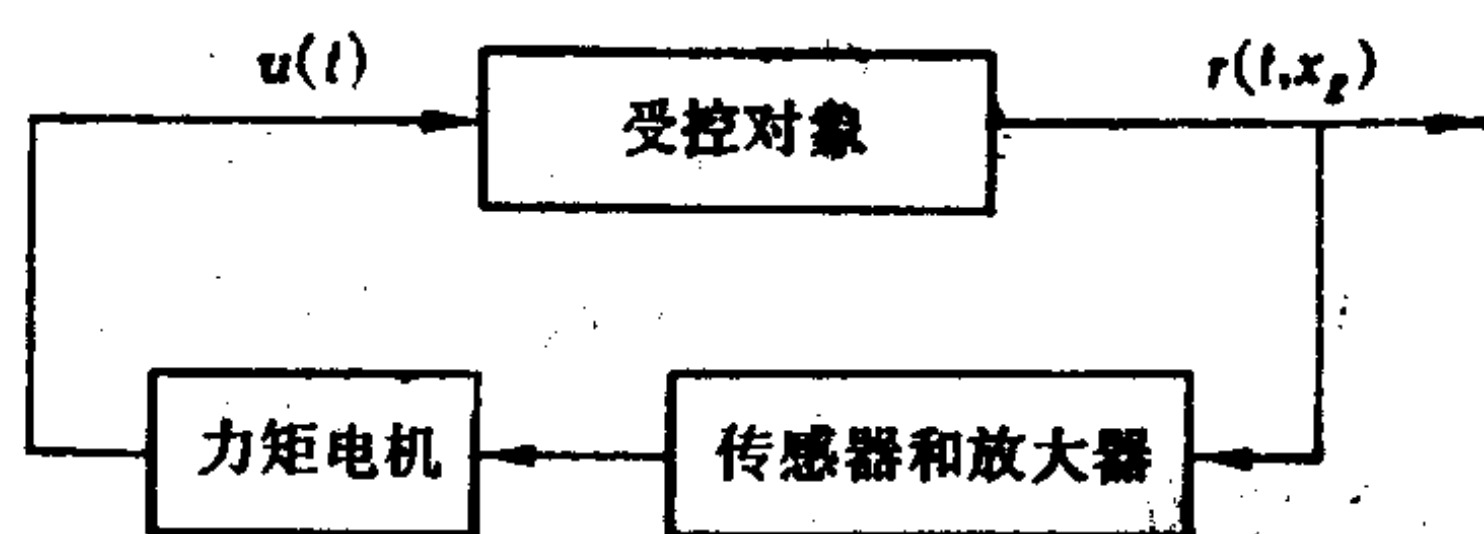 u(t)
受控对象
r(t,x_g)
力矩电机
传感器和放大器